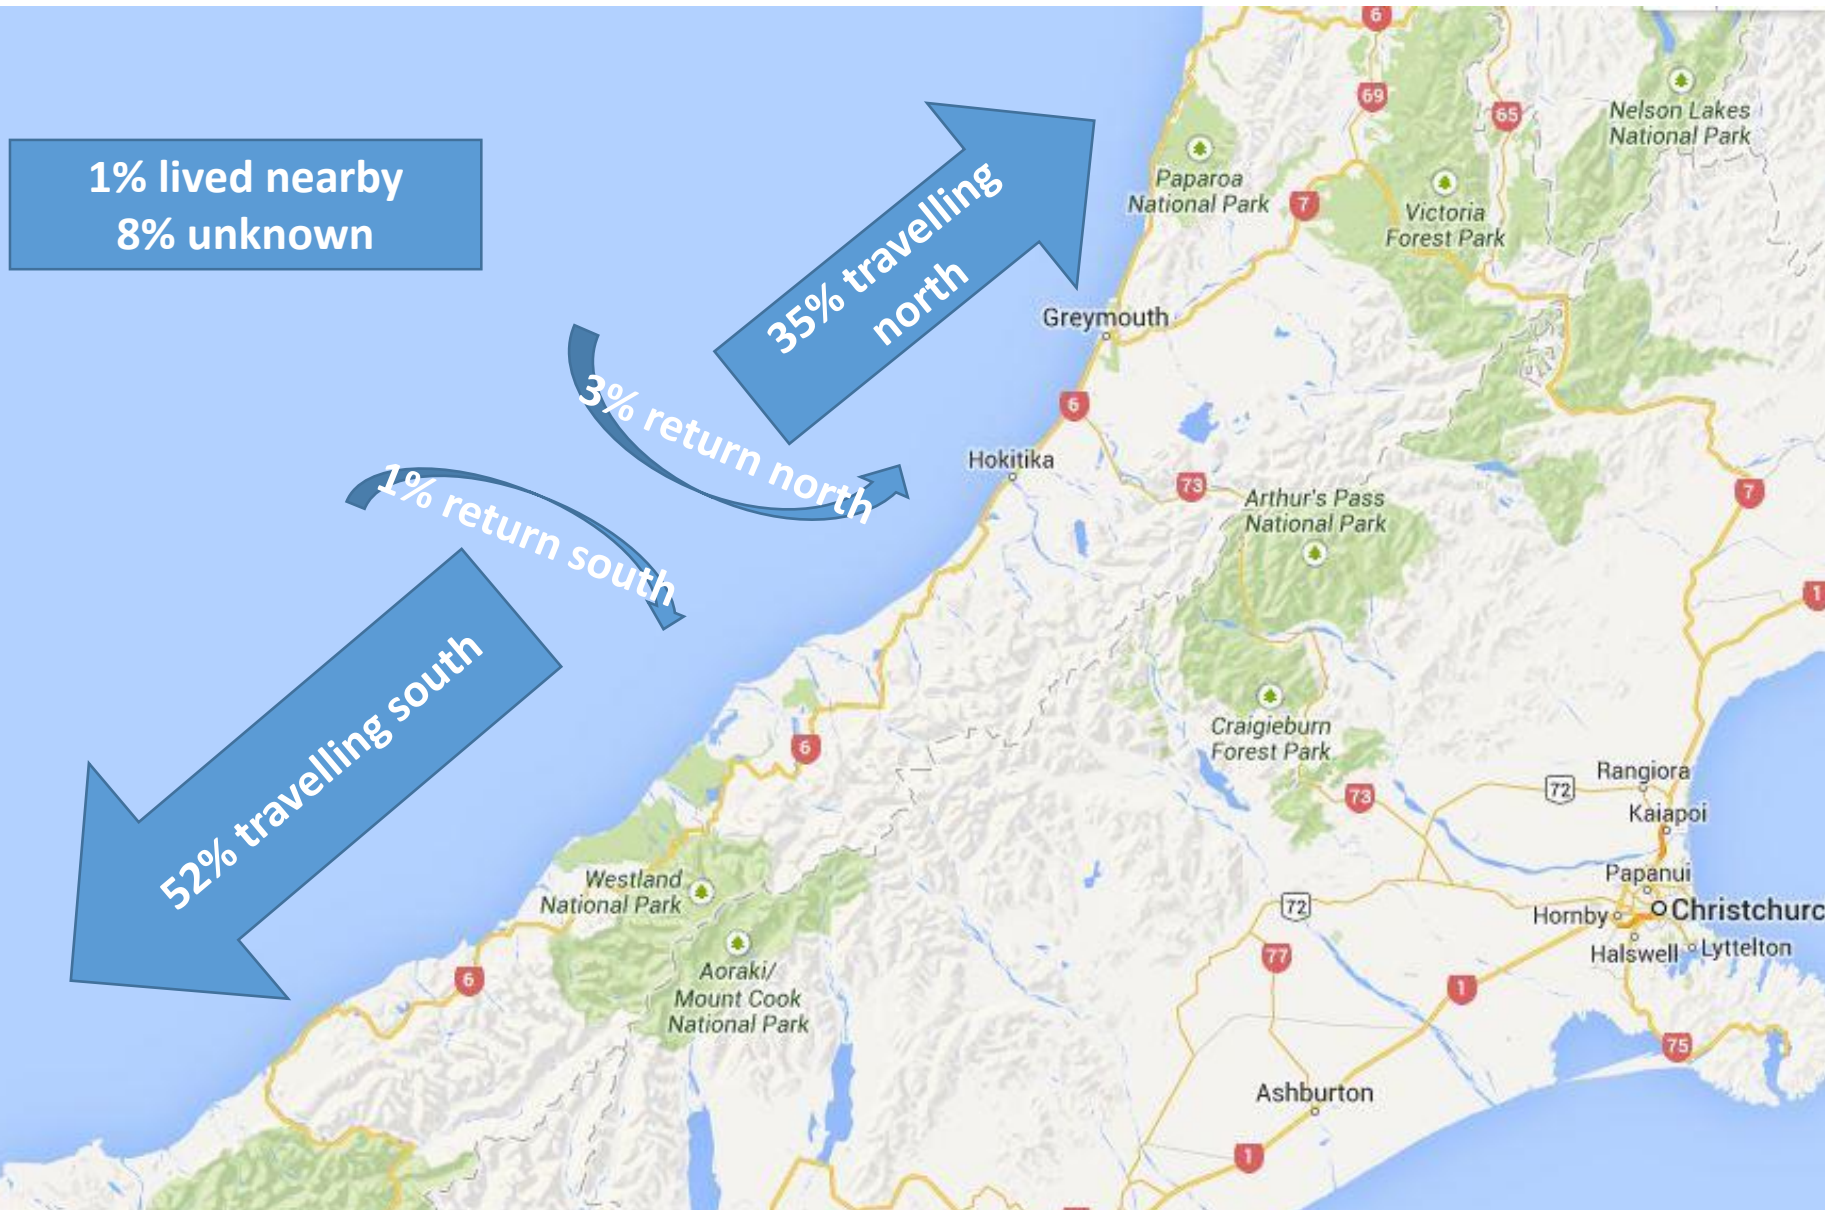 6
69
65
Nelson Lakes
National Park
1% lived nearby
8% unknown
35% travelling
north
Paparoa
National Park
7
Victoria
Forest Park
Greymouth
3% return north
6
Hokitika
1% return south
73
Arthur's Pass
National Park
7
1
52% travelling south
6
Craigieburn
Forest Park
73
72
Rangiora
Kaiapoi
Papanui
Westland
National Park
72
Hornby
Christchurc
Halswell
Lyttelton
Aoraki/
Mount Cook
National Park
6
77
1
75
Ashburton
1